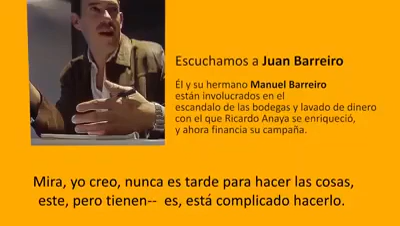 Escuchamos a Juan Barreiro
Él y su hermano Manuel Barreiro
están involucrados en el
escandalo de las bodegas y lavado de dinero
con el que Ricardo Anaya se enriqueció,
y ahora financia su campaña.
Mira, yo creo, nunca es tarde para hacer las cosas,
este, pero tienen-- es, está complicado hacerlo.